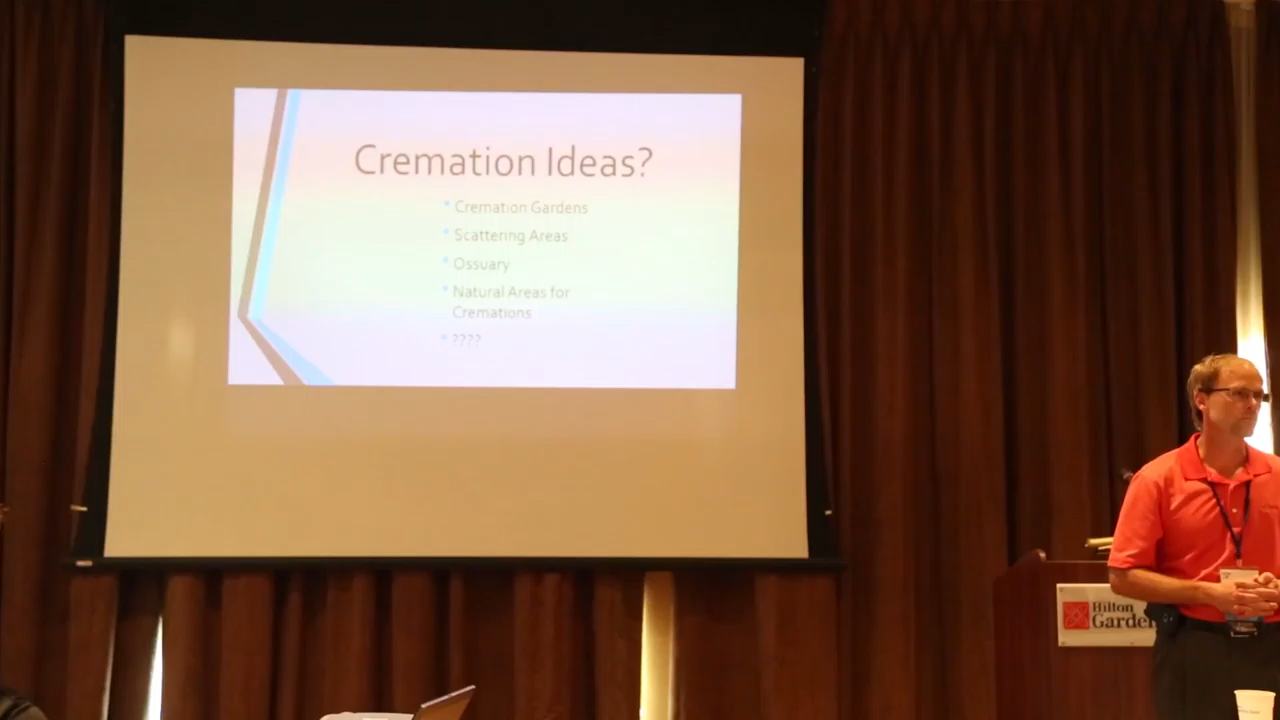 Cremation Ideas?
Cremation Gardens
Scattering Areas
Ossuary
Natural Areas for
Cremations
????
Hilton
Garden